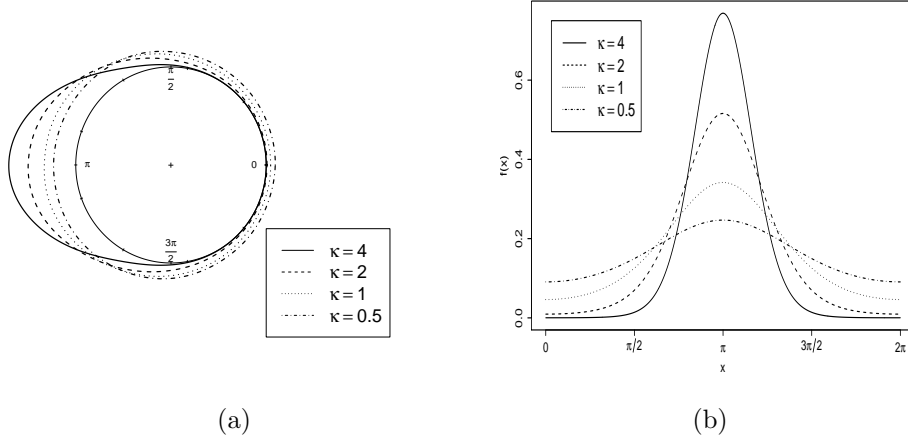 π/2
π
+
0
3π/2
κ = 4
κ = 2
κ = 1
κ = 0.5
(a)
κ = 4
κ = 2
κ = 1
κ = 0.5
f(x)
0.6
0.4
0.2
0.0
0
π/2
π
3π/2
2π
x
(b)